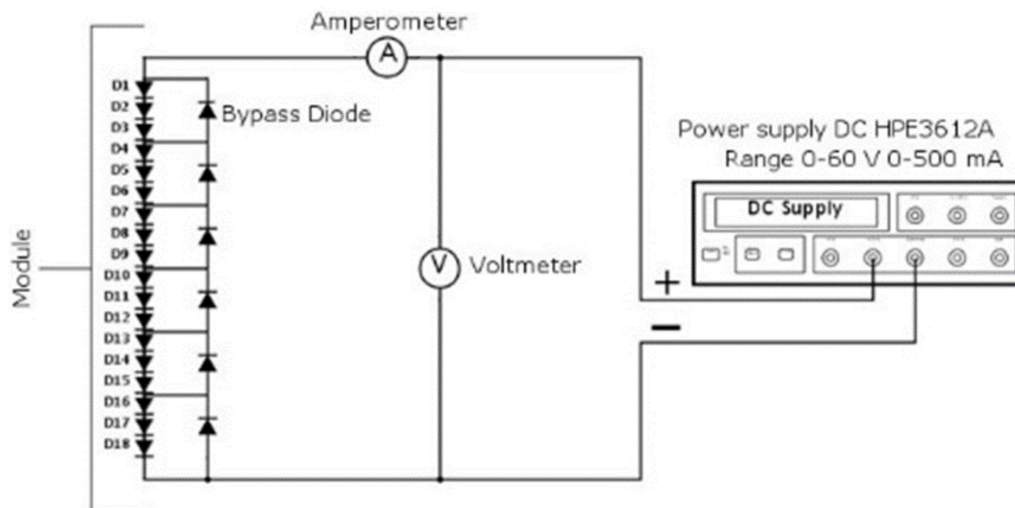 Amperometer
A
D1
D2
D3
D4
D5
D6
D7
D8
D9
D10
D11
D12
D13
D14
D15
D16
D17
D18
Bypass Diode
Module
V
Voltmeter
Power supply DC HPE3612A
Range 0-60 V 0-500 mA
DC Supply
+
−